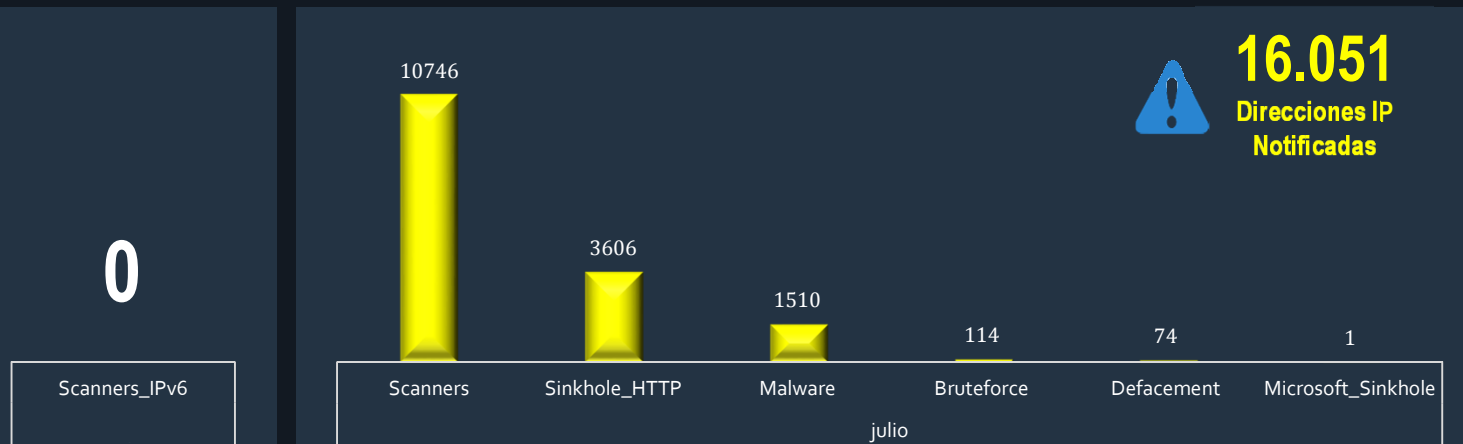 0
Scanners_IPv6
16.051
Direcciones IP
Notificadas
10746
3606
1510
114
74
1
Scanners
Sinkhole_HTTP
Malware
Bruteforce
Defacement
Microsoft_Sinkhole
julio